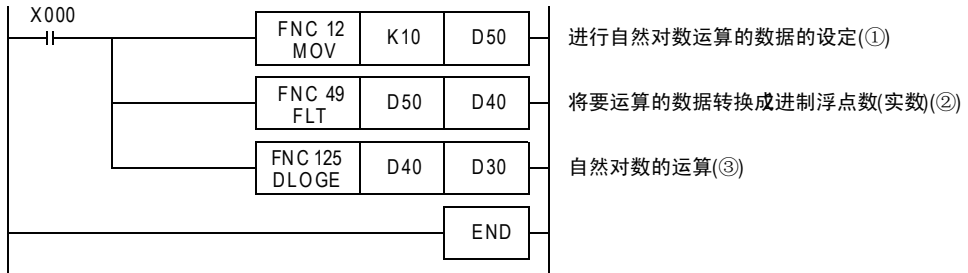 X000
FNC 12 MOV K10 D50 进行自然对数运算的数据的设定(①)
FNC 49 FLT D50 D40 将要运算的数据转换成进制浮点数(实数)(②)
FNC 125 DLOGE D40 D30 自然对数的运算(③)
END